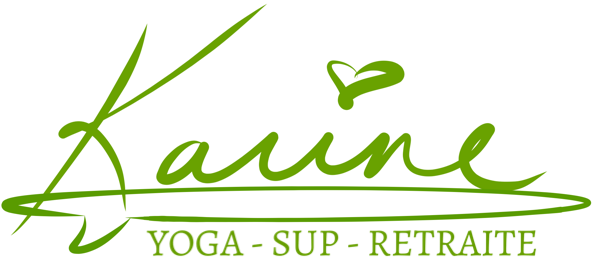 Karine
YOGA - SUP - RETRAITE